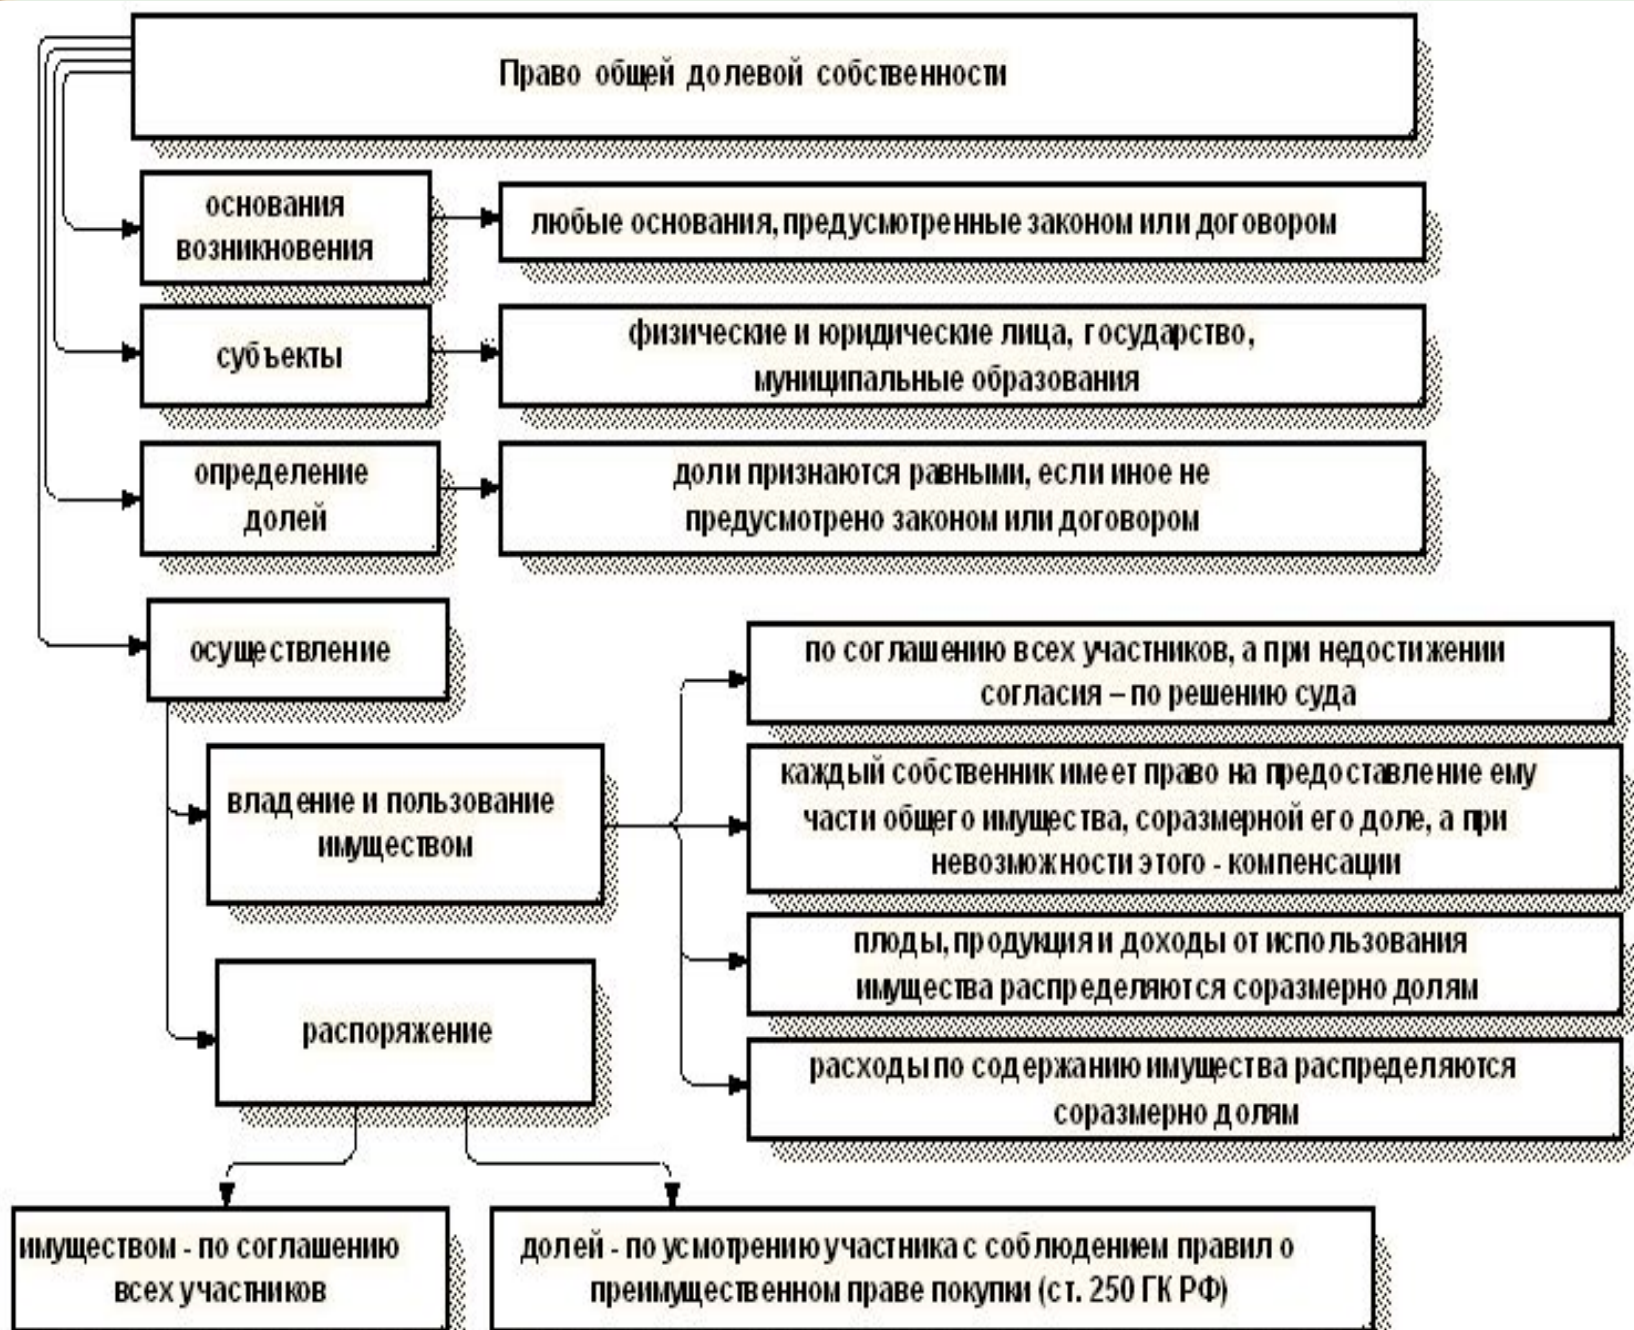 Право общей долевой собственности
основания
возникновения
любые основания, предусмотренные законом или договором
субъекты
физические и юридические лица, государство,
муниципальные образования
определение
долей
доли признаются равными, если иное не
предусмотрено законом или договором
осуществление
по соглашению всех участников, а при недостижении
согласия – по решению суда
владение и пользование
имуществом
каждый собственник имеет право на предоставление ему
части общего имущества, соразмерной его доле, а при
невозможности этого - компенсации
плоды, продукция и доходы от использования
имущества распределяются соразмерно долям
распоряжение
расходы по содержанию имущества распределяются
соразмерно долям
имуществом - по соглашению
всех участников
долей - по усмотрению участника с соблюдением правил о
преимущественном праве покупки (ст. 250 ГК РФ)